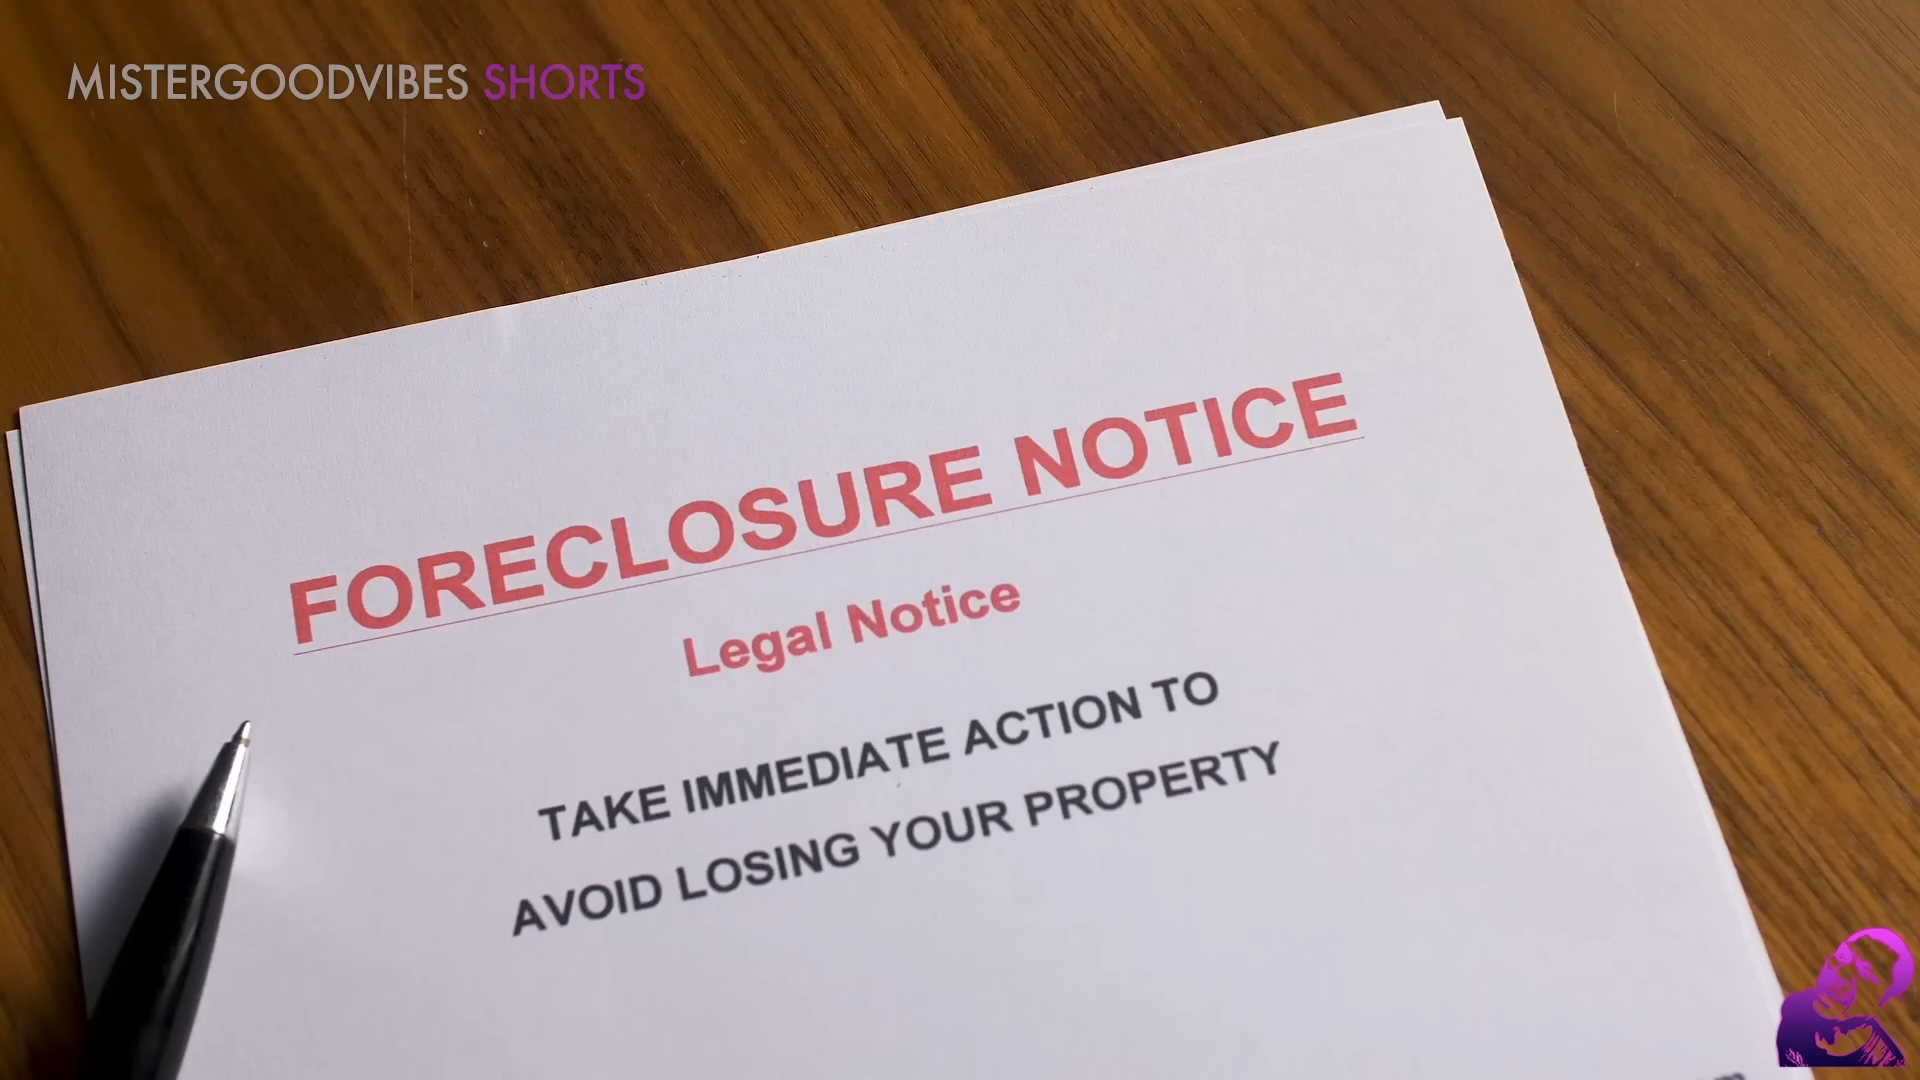 MISTERGOODVIBES SHORTS
FORECLOSURE NOTICE
Legal Notice
TAKE IMMEDIATE ACTION TO
AVOID LOSING YOUR PROPERTY